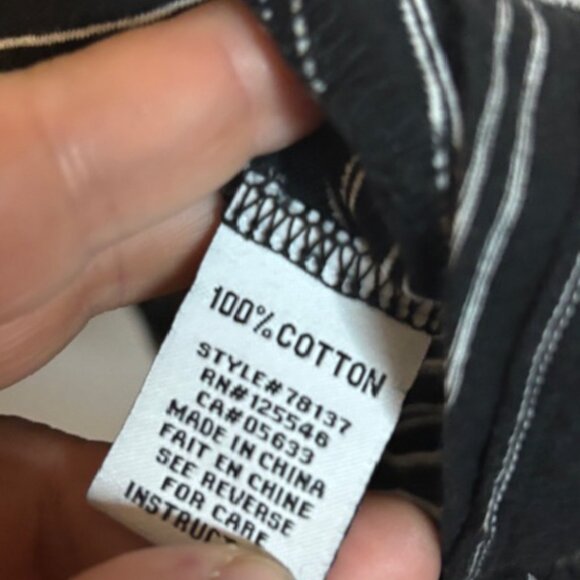 100% COTTON
STYLE#78137
RN#125546
CA#05633
MADE IN CHINA
FAIT EN CHINE
SEE REVERSE
FOR CARE